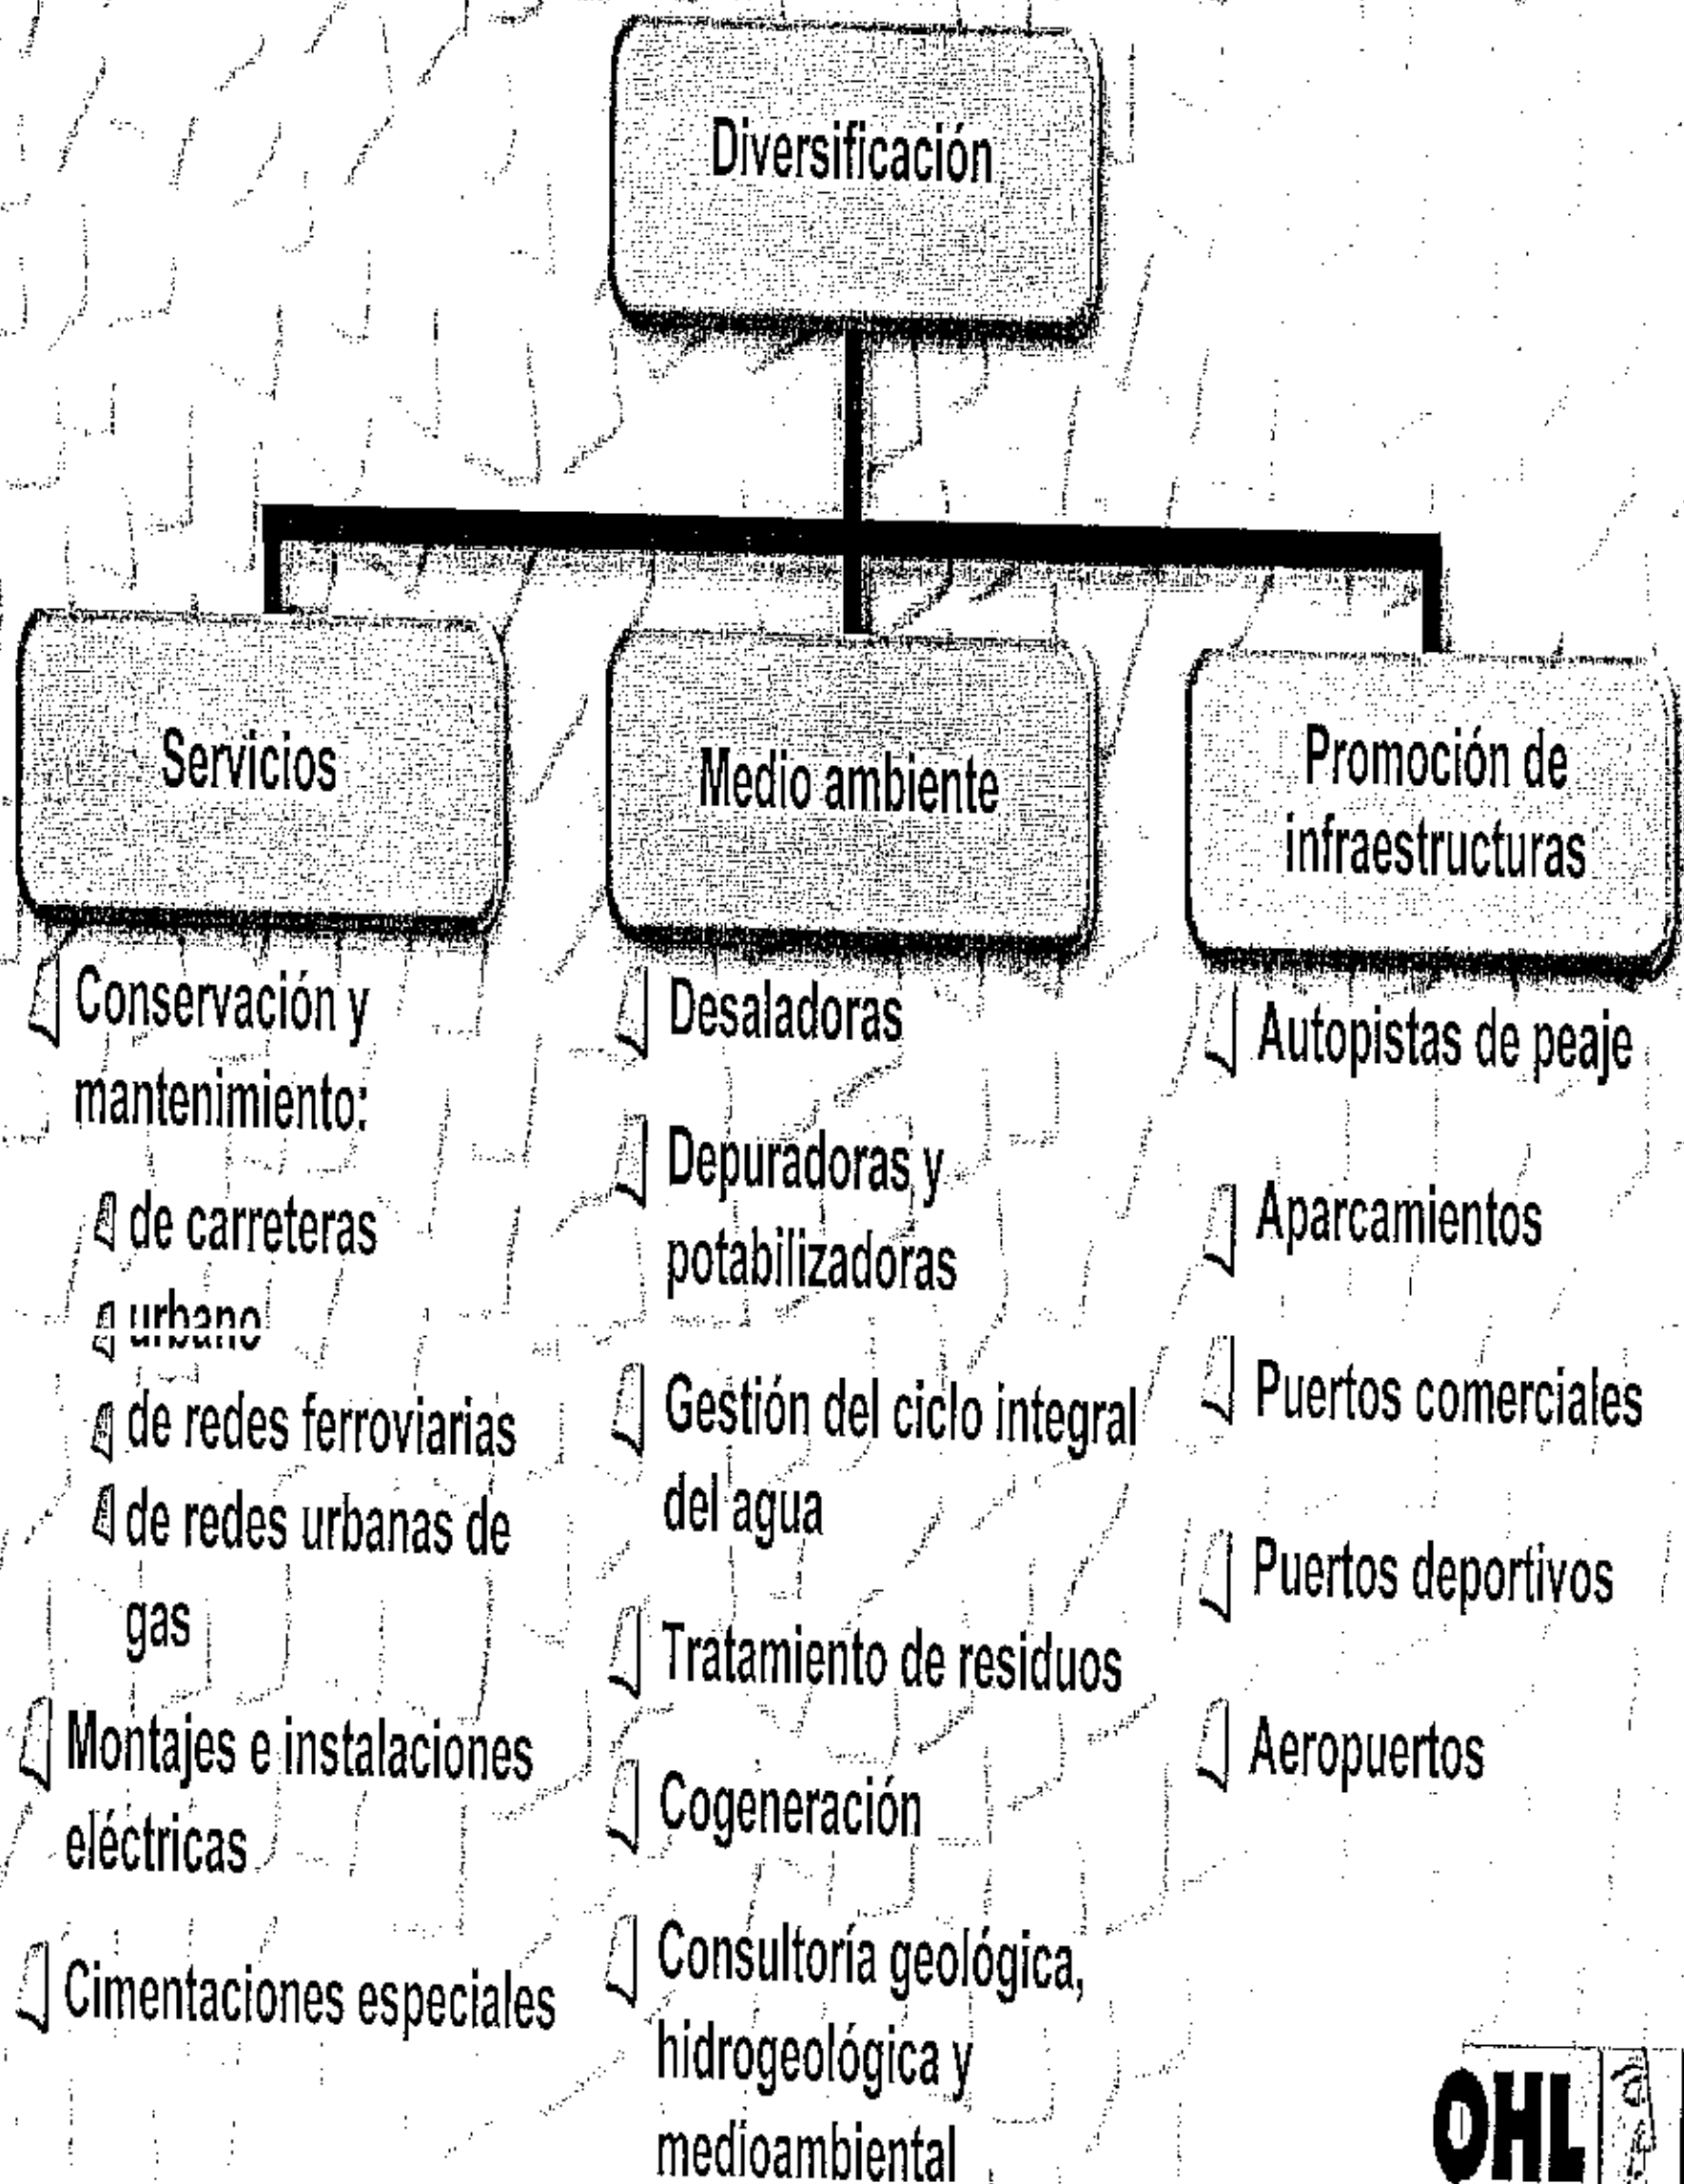 Diversificación
Servicios
Conservación y
mantenimiento:
de carreteras
urbano
de redes ferroviarias
de redes urbanas de
gas
Montajes e instalaciones
eléctricas
Cimentaciones especiales
Medio ambiente
Desaladoras
Depuradoras y
potabilizadoras
Gestión del ciclo integral
del agua
Tratamiento de residuos
Cogeneración
Consultoría geológica,
hidrogeológica y
medioambiental
Promoción de
infraestructuras
Autopistas de peaje
Aparcamientos
Puertos comerciales
Puertos deportivos
Aeropuertos
OHL